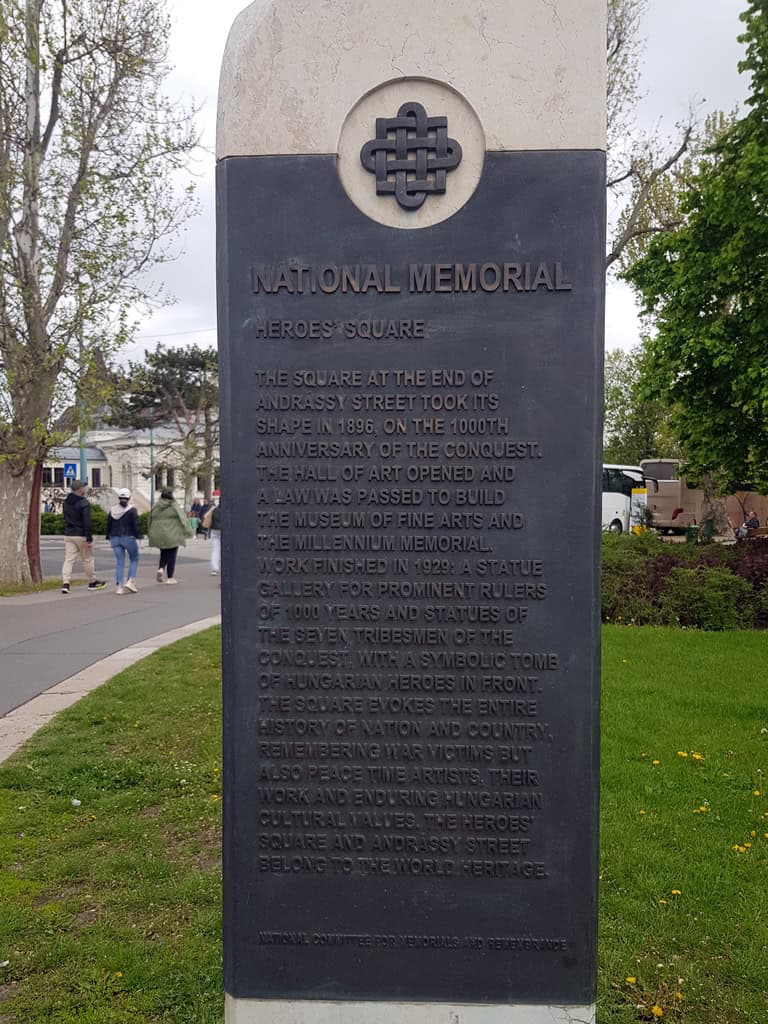 NATIONAL MEMORIAL
HEROES' SQUARE
THE SQUARE AT THE END OF
ANDRÁSSY STREET TOOK ITS
SHAPE IN 1896, ON THE 1000TH
ANNIVERSARY OF THE CONQUEST.
THE HALL OF ART OPENED AND
A LAW WAS PASSED TO BUILD
THE MUSEUM OF FINE ARTS AND
THE MILLENNIUM MEMORIAL.
WORK FINISHED IN 1929: A STATUE
GALLERY FOR PROMINENT RULERS
OF 1000 YEARS AND STATUES OF
THE SEVEN TRIBESMEN OF THE
CONQUEST, WITH A SYMBOLIC TOMB
OF HUNGARIAN HEROES IN FRONT.
THE SQUARE EVOKES THE ENTIRE
HISTORY OF NATION AND COUNTRY,
REMEMBERING WAR VICTIMS BUT
ALSO PEACE TIME ARTISTS, THEIR
WORK AND ENDURING HUNGARIAN
CULTURAL VALUES. THE HEROES'
SQUARE AND ANDRÁSSY STREET
BELONG TO THE WORLD HERITAGE.
NATIONAL COMMITTEE FOR MEMORIALS AND REMEMBRANCE